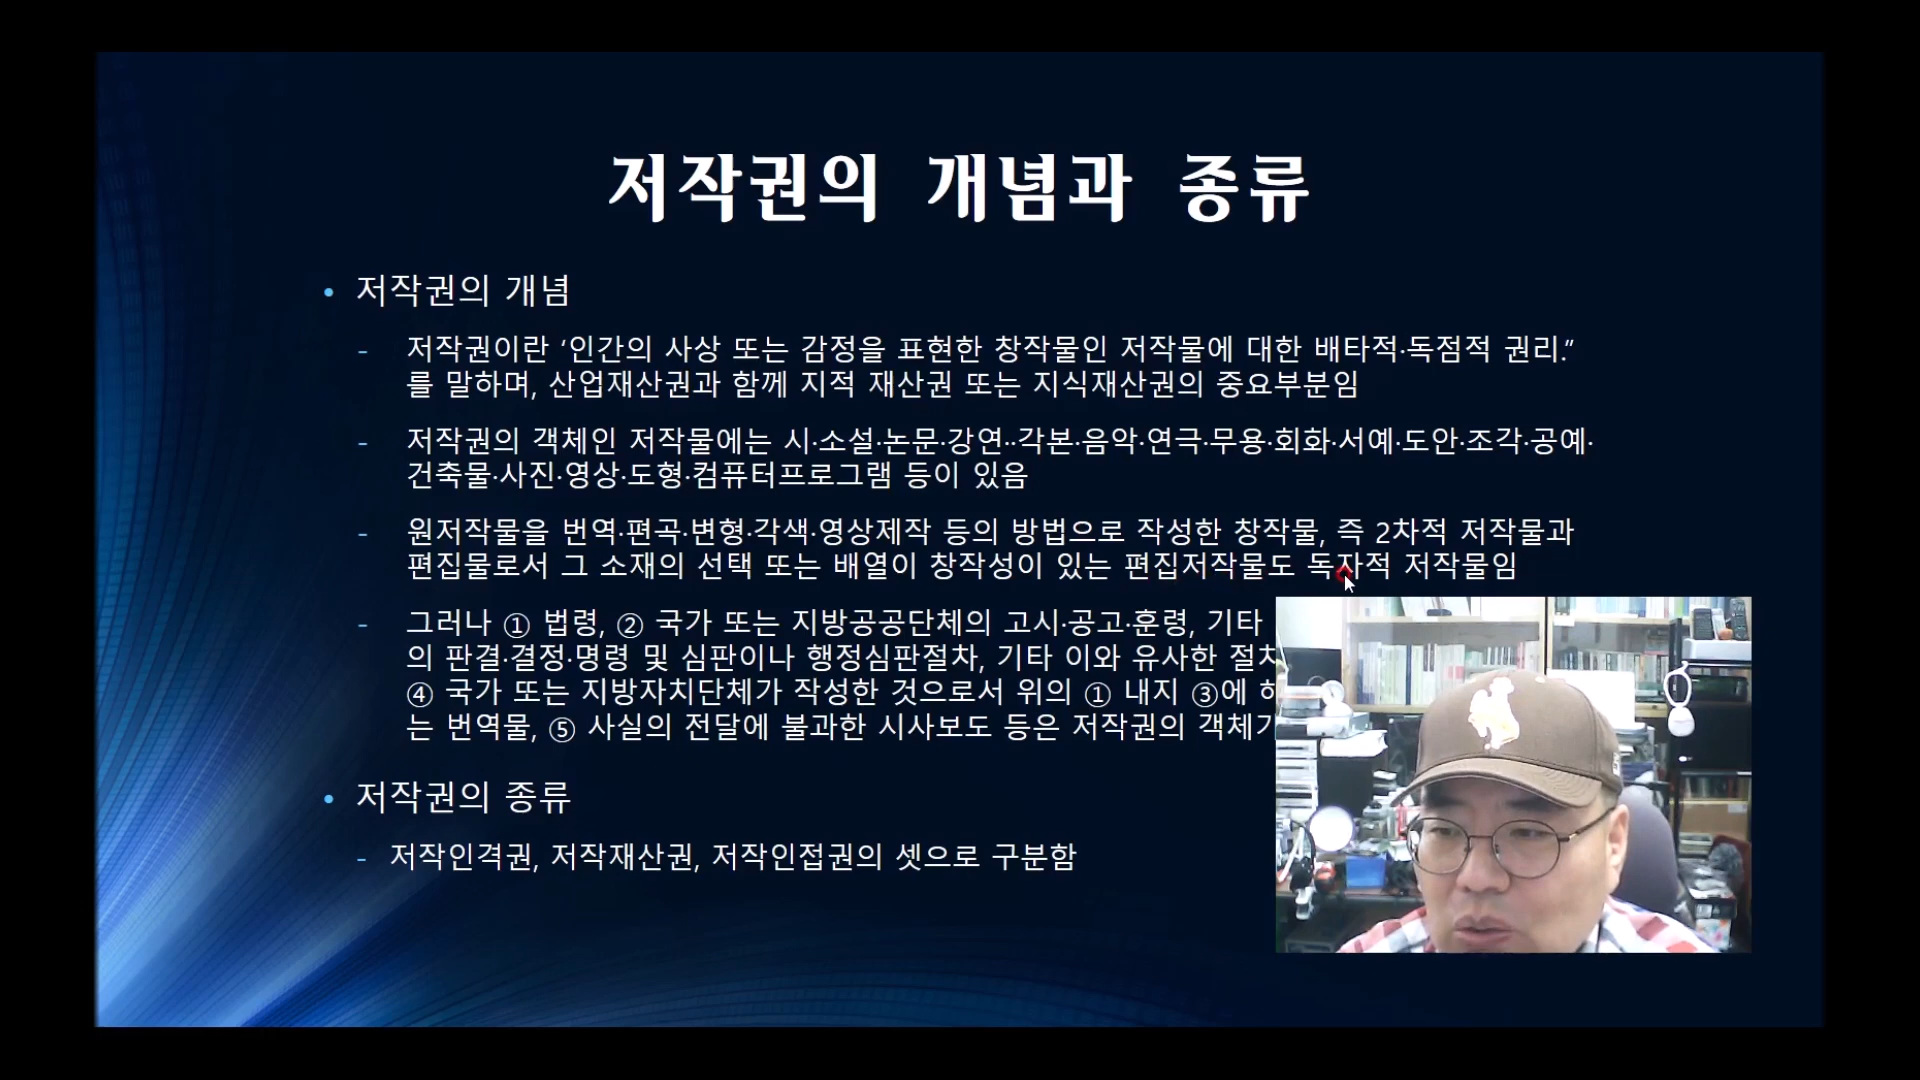 저작권의 개념과 종류
• 저작권의 개념
- 저작권이란 ‘인간의 사상 또는 감정을 표현한 창작물인 저작물에 대한 배타적·독점적 권리.”
를 말하며, 산업재산권과 함께 지적 재산권 또는 지식재산권의 중요부분임
- 저작권의 객체인 저작물에는 시·소설·논문·강연··각본·음악·연극·무용·회화·서예·도안·조각·공예·
건축물·사진·영상·도형·컴퓨터프로그램 등이 있음
- 원저작물을 번역·편곡·변형·각색·영상제작 등의 방법으로 작성한 창작물, 즉 2차적 저작물과
편집물로서 그 소재의 선택 또는 배열이 창작성이 있는 편집저작물도 독자적 저작물임
- 그러나 ① 법령, ② 국가 또는 지방공공단체의 고시·공고·훈령, 기타
의 판결·결정·명령 및 심판이나 행정심판절차, 기타 이와 유사한
④ 국가 또는 지방자치단체가 작성한 것으로서 위의 ① 내지 ③에
는 번역물, ⑤ 사실의 전달에 불과한 시사보도 등은 저작권의
• 저작권의 종류
- 저작인격권, 저작재산권, 저작인접권의 셋으로 구분함